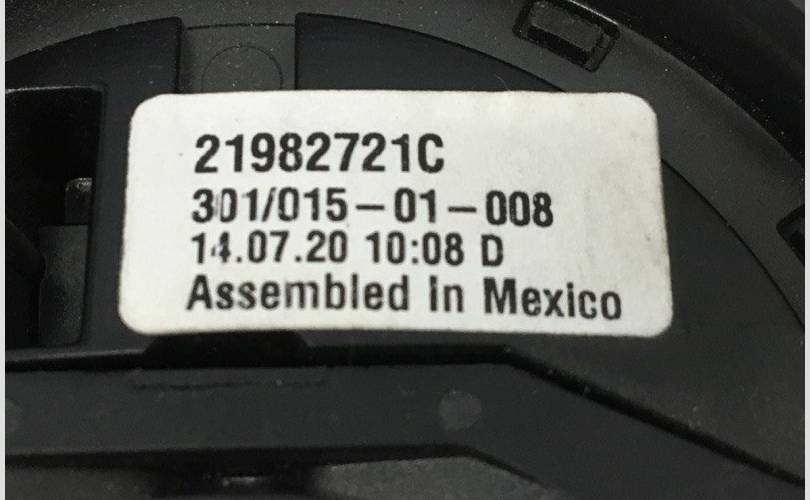 21982721C
301/015-01-008
14.07.20 10:08 D
Assembled in Mexico